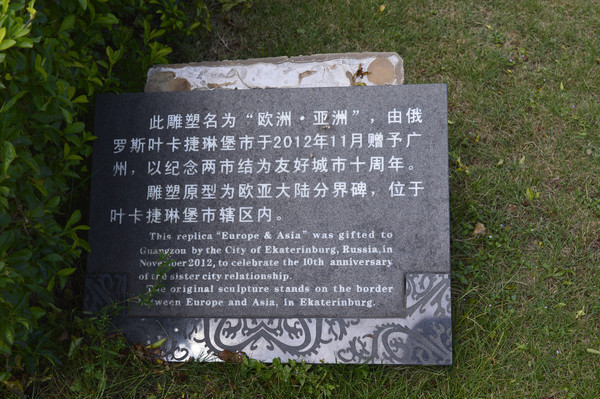 此雕塑名为“欧洲·亚洲”，由俄
罗斯叶卡捷琳堡市于2012年11月赠予广
州，以纪念两市结为友好城市十周年。
雕塑原型为欧亚大陆分界碑，位于
叶卡捷琳堡市辖区内。
This replica “Europe & Asia” was gifted to
Guangzou by the City of Ekaterinburg, Russia, in
November2012, to celebrate the 10th anniversary
of the sister city relationship.
The original sculpture stands on the border
between Europe and Asia, in Ekaterinburg.